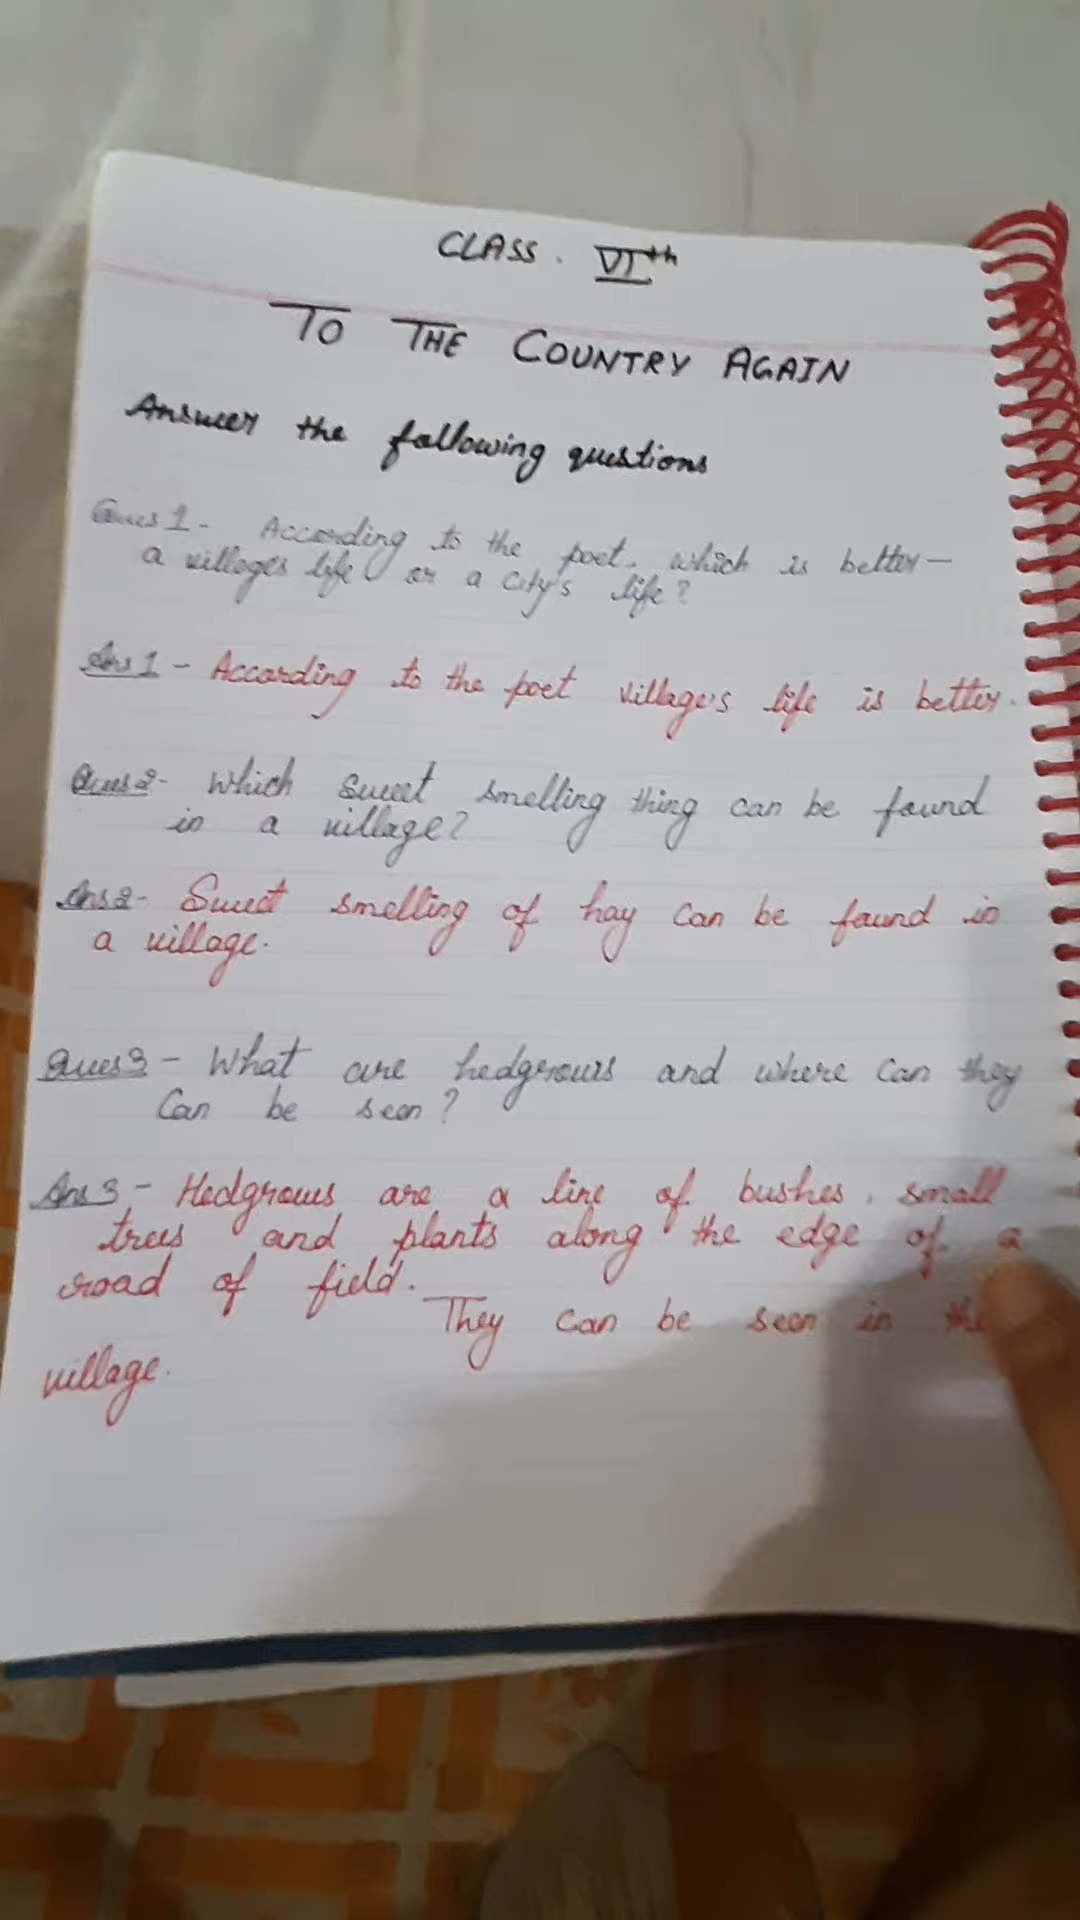 CLASS. VIth
TO THE COUNTRY AGAIN
Answer the following questions
Ques 1 - According to the poet, which is better -
a villages life or a city's life?
Ans 1 - According to the poet village's life is better.
Ques 2 - Which sweet smelling thing can be found
in a village?
Ans 2 - Sweet smelling of hay can be found in
a village.
Ques 3 - What are hedgerows and where can they
can be seen?
Ans 3 - Hedgrows are a line of bushes, small
trees and plants along the edge of a
road of field.
They can be seen in the
village.